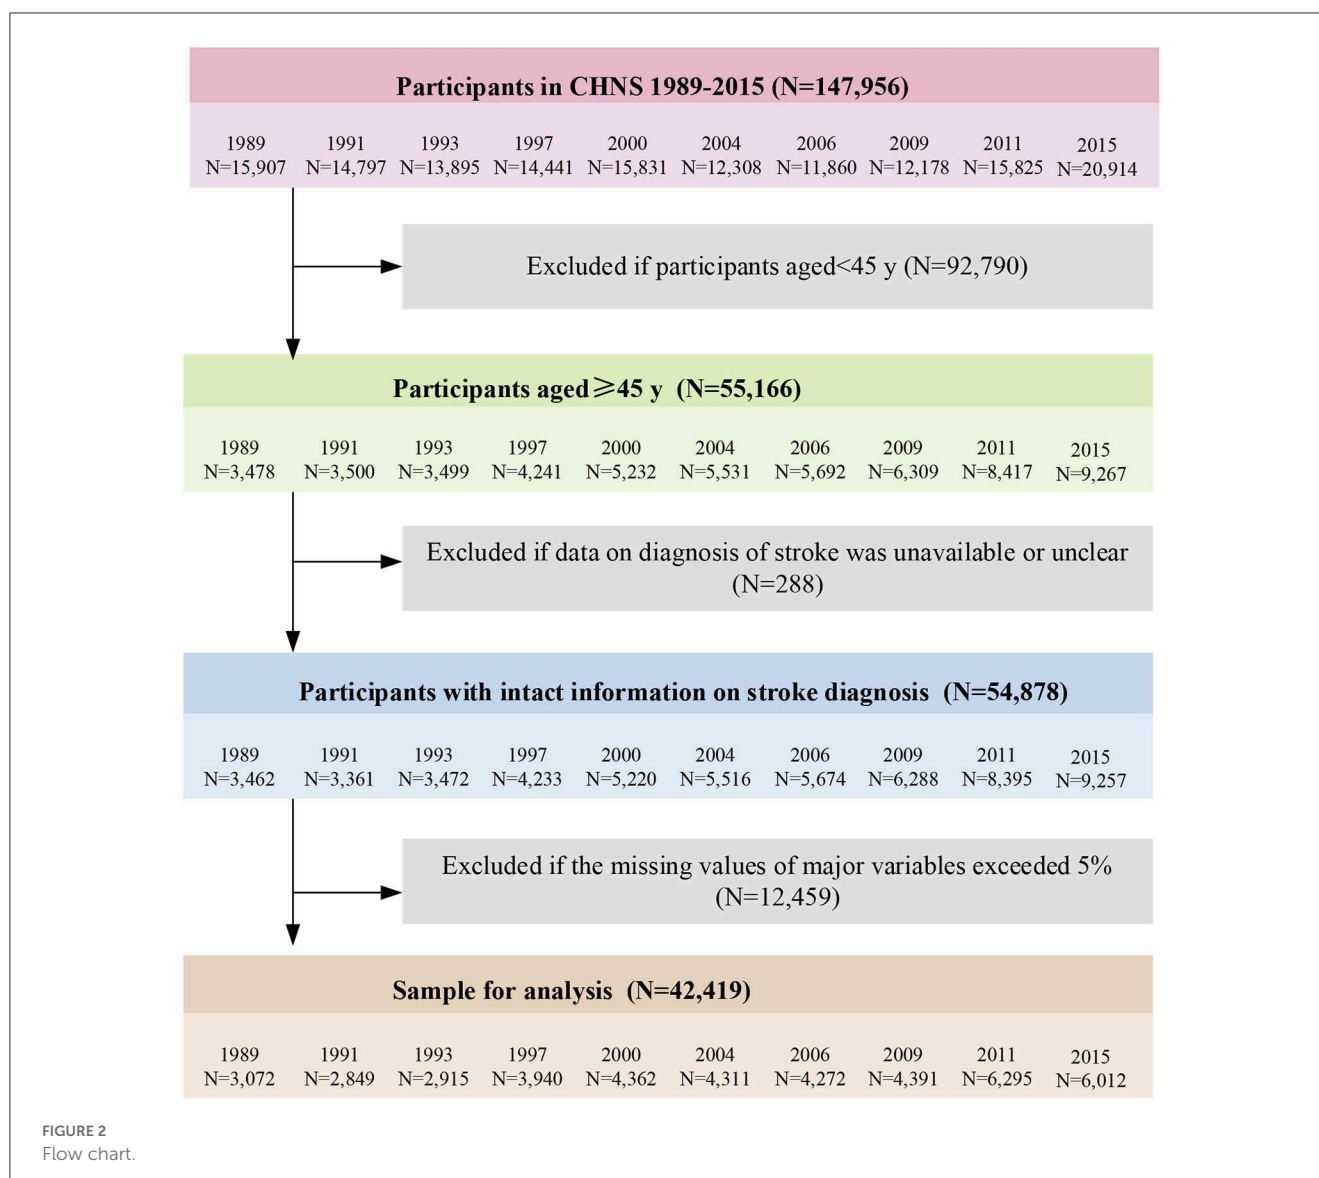 Participants in CHNS 1989-2015 (N=147,956)
1989 1991 1993 1997 2000 2004 2006 2009 2011 2015
N=15,907 N=14,797 N=13,895 N=14,441 N=15,831 N=12,308 N=11,860 N=12,178 N=15,825 N=20,914
Excluded if participants aged<45 y (N=92,790)
Participants aged⩾45 y (N=55,166)
1989 1991 1993 1997 2000 2004 2006 2009 2011 2015
N=3,478 N=3,500 N=3,499 N=4,241 N=5,232 N=5,531 N=5,692 N=6,309 N=8,417 N=9,267
Excluded if data on diagnosis of stroke was unavailable or unclear
(N=288)
Participants with intact information on stroke diagnosis (N=54,878)
1989 1991 1993 1997 2000 2004 2006 2009 2011 2015
N=3,462 N=3,361 N=3,472 N=4,233 N=5,220 N=5,516 N=5,674 N=6,288 N=8,395 N=9,257
Excluded if the missing values of major variables exceeded 5%
(N=12,459)
Sample for analysis (N=42,419)
1989 1991 1993 1997 2000 2004 2006 2009 2011 2015
N=3,072 N=2,849 N=2,915 N=3,940 N=4,362 N=4,311 N=4,272 N=4,391 N=6,295 N=6,012
FIGURE 2
Flow chart.